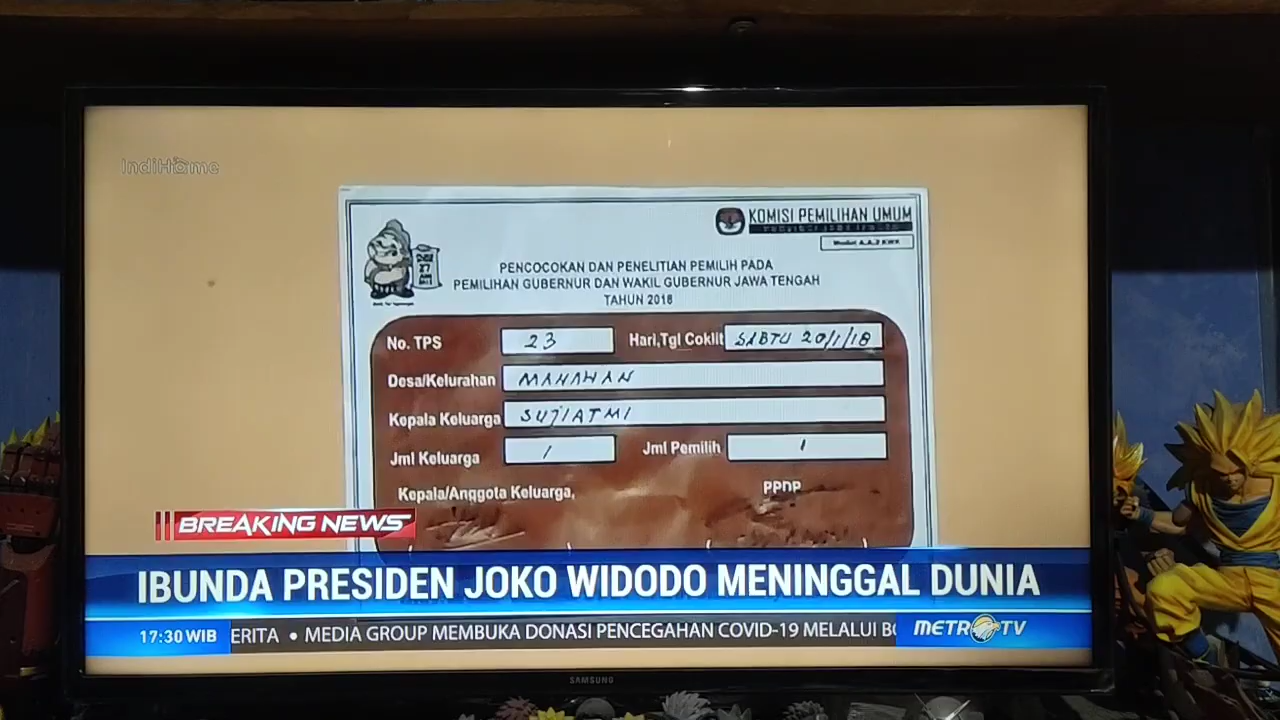 IndiHome
KOMISI PEMILIHAN UMUM
Model A.A.2 KWK
PENCOCOKAN DAN PENELITIAN PEMILIH PADA
PEMILIHAN GUBERNUR DAN WAKIL GUBERNUR JAWA TENGAH
TAHUN 2018
No. TPS 23 Hari,Tgl Coklit SABTU 20/1/18
Desa/Kelurahan MANAHAN
Kepala Keluarga SUJIATMI
Jml Keluarga 1 Jml Pemilih 1
Kepala/Anggota Keluarga, PPDP
BREAKING NEWS
IBUNDA PRESIDEN JOKO WIDODO MENINGGAL DUNIA
17:30 WIB ERITA • MEDIA GROUP MEMBUKA DONASI PENCEGAHAN COVID-19 MELALUI METRO TV
SAMSUNG